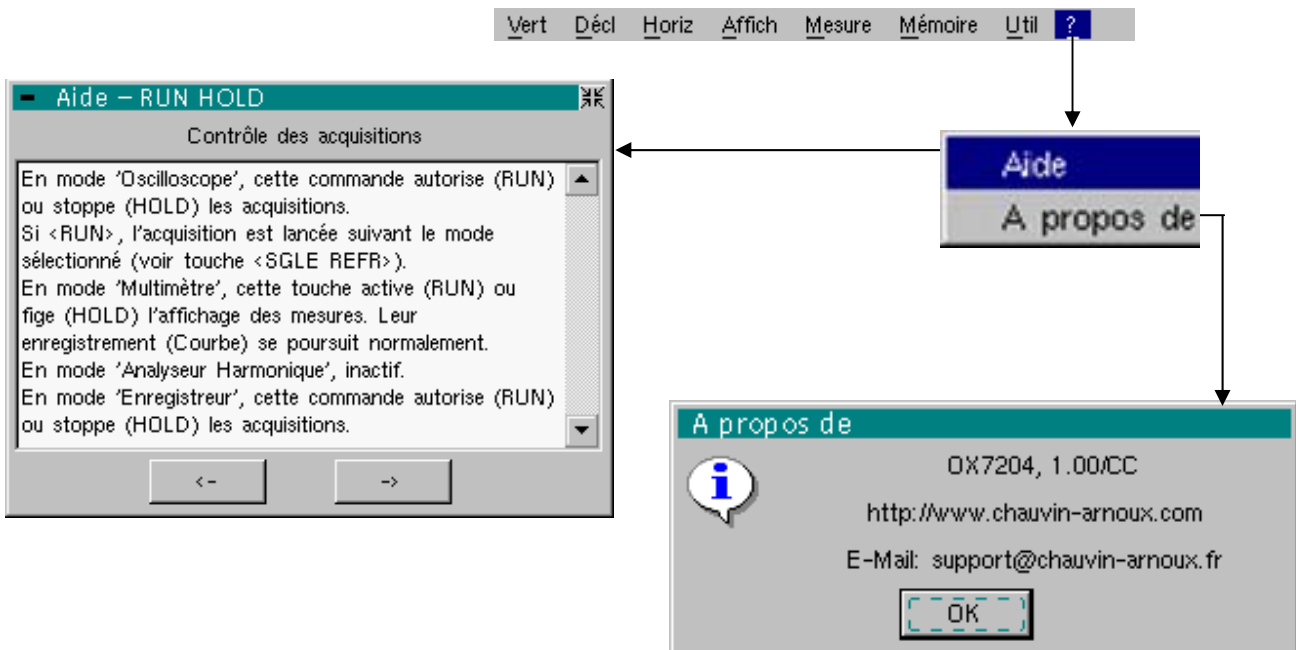 Vert Décl Horiz Affich Mesure Mémoire Util ?
Aide – RUN HOLD
Contrôle des acquisitions
En mode 'Oscilloscope', cette commande autorise (RUN)
ou stoppe (HOLD) les acquisitions.
Si <RUN>, l'acquisition est lancée suivant le mode
sélectionné (voir touche <SGLE REFR>).
En mode 'Multimètre', cette touche active (RUN) ou
fige (HOLD) l'affichage des mesures. Leur
enregistrement (Courbe) se poursuit normalement.
En mode 'Analyseur Harmonique', inactif.
En mode 'Enregistreur', cette commande autorise (RUN)
ou stoppe (HOLD) les acquisitions.
<- ->
Aide
A propos de
A propos de
OX7204, 1.00/CC
http://www.chauvin-arnoux.com
E-Mail: support@chauvin-arnoux.fr
OK